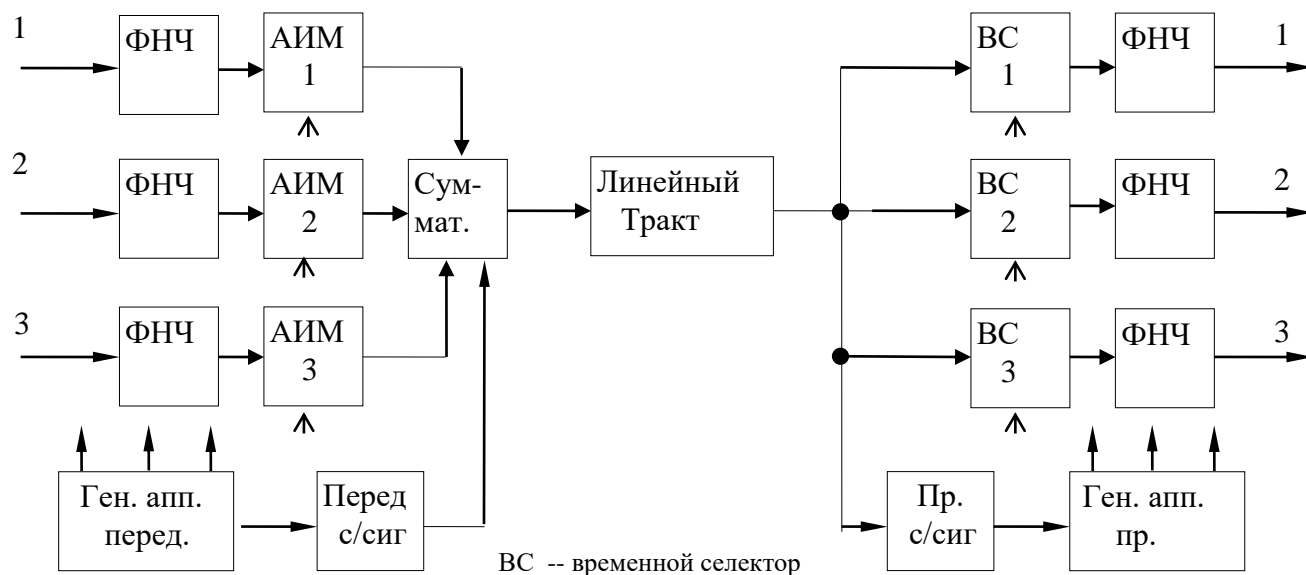 1
ФНЧ
АИМ
1
ВС
1
ФНЧ
1
2
ФНЧ
АИМ
2
Сум-
мат.
Линейный
Тракт
ВС
2
ФНЧ
2
3
ФНЧ
АИМ
3
ВС
3
ФНЧ
3
Ген. апп.
перед.
Перед
с/сиг
Пр.
с/сиг
Ген. апп.
пр.
ВС -- временной селектор